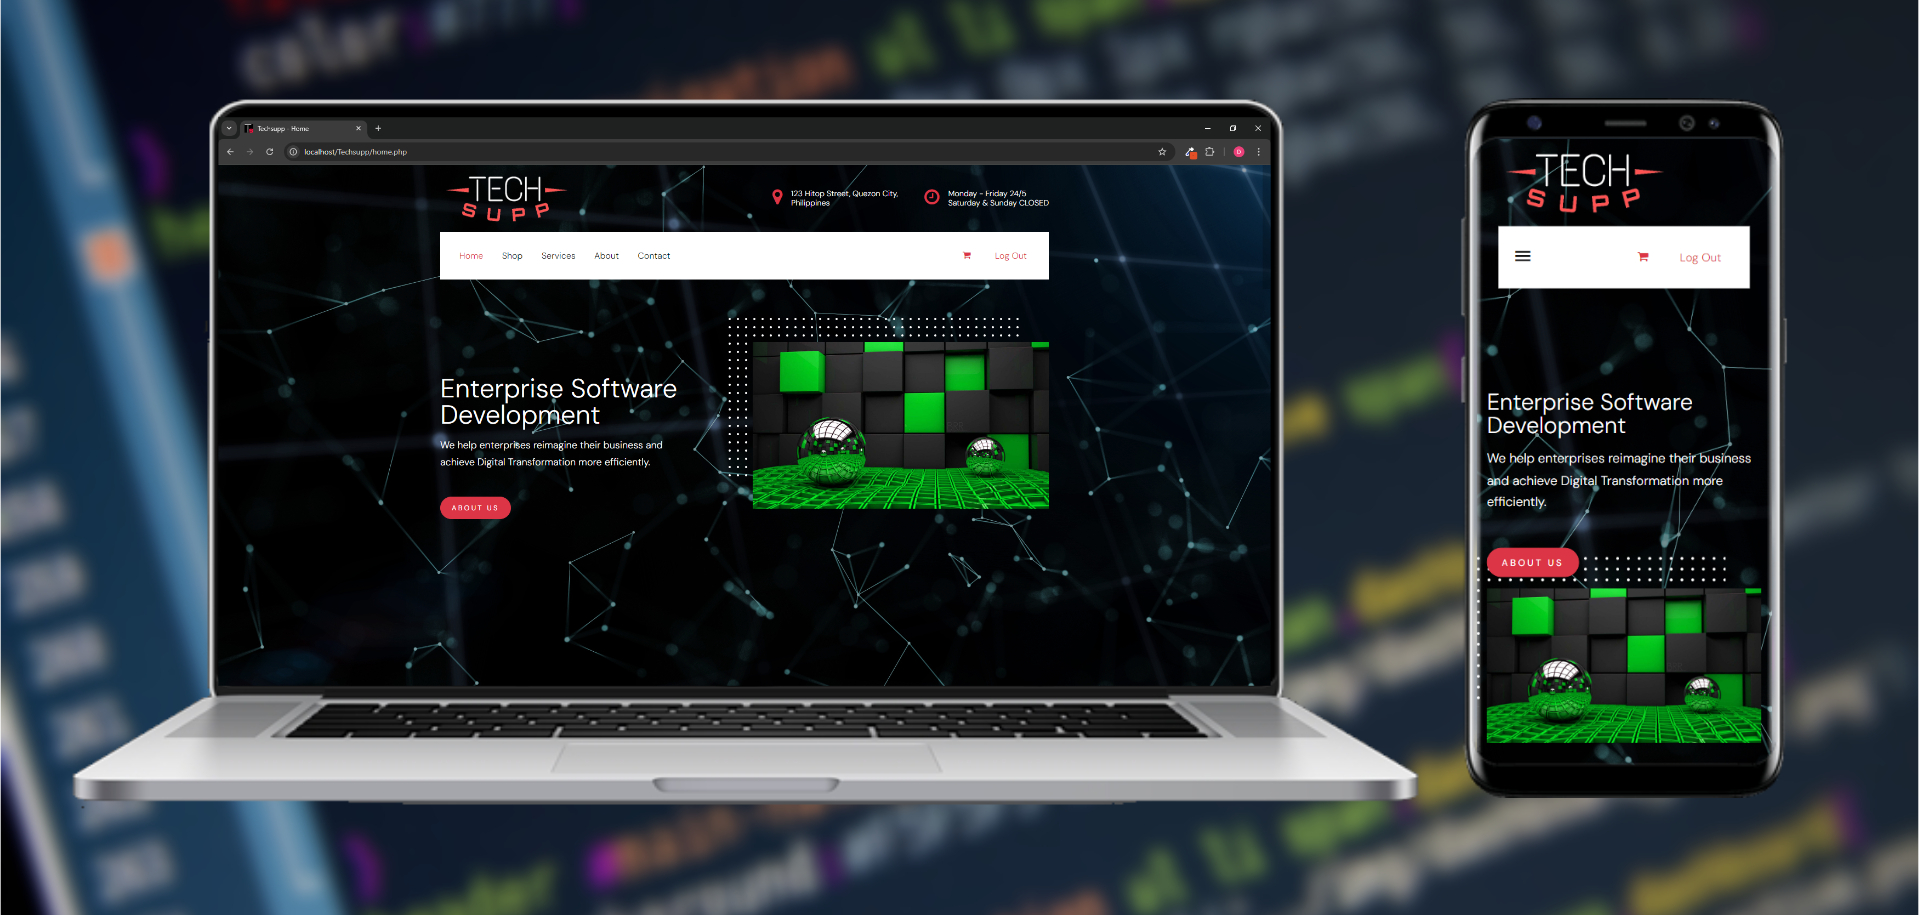 Techsupp - Home
localhost/Techsupp/home.php
TECH
SUPP
123 Hitop Street, Quezon City,
Philippines
Monday - Friday 24/5
Saturday & Sunday CLOSED
Home Shop Services About Contact Log Out
Enterprise Software
Development
We help enterprises reimagine their business and
achieve Digital Transformation more efficiently.
ABOUT US
TECH
SUPP
Log Out
Enterprise Software
Development
We help enterprises reimagine their business
and achieve Digital Transformation more
efficiently.
ABOUT US